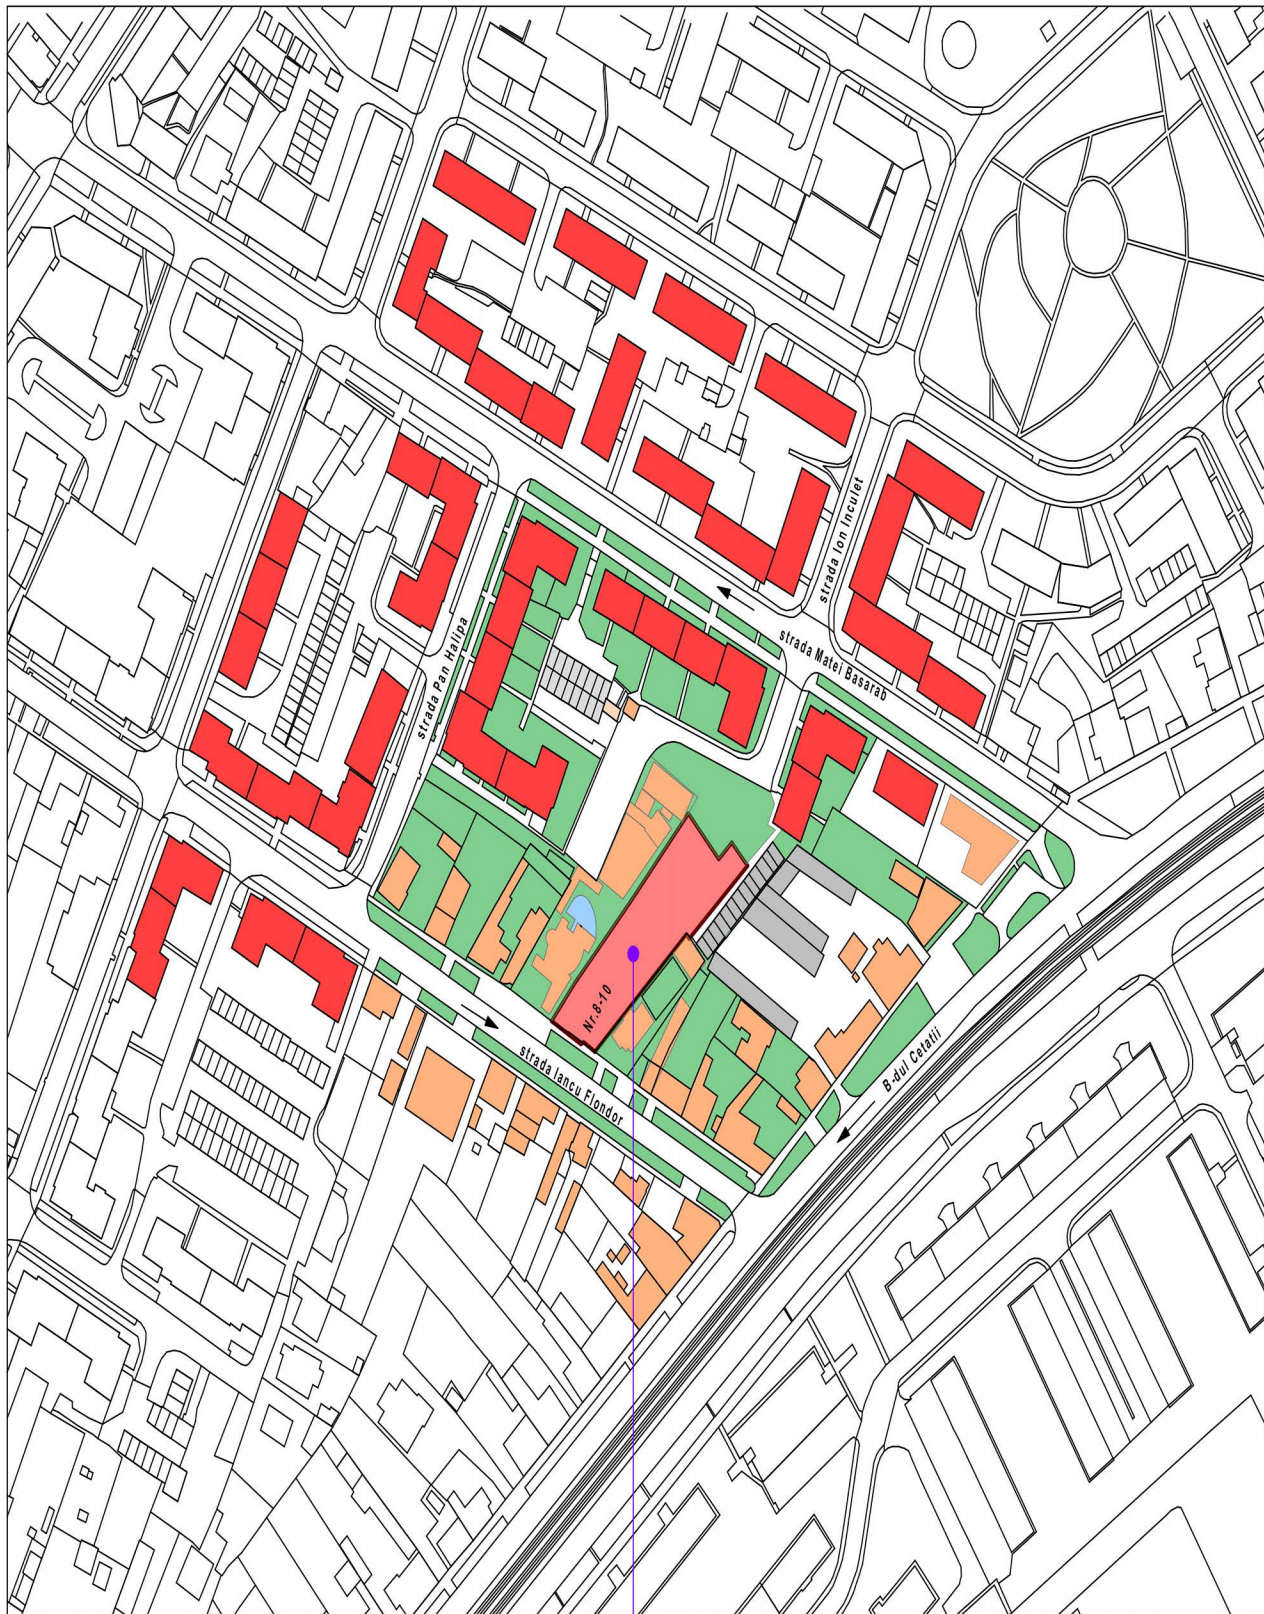 strada Ion Inculet
strada Matei Basarab
strada Pan Halipa
Nr.8-10
strada Iancu Flondor
B-dul Cetatii